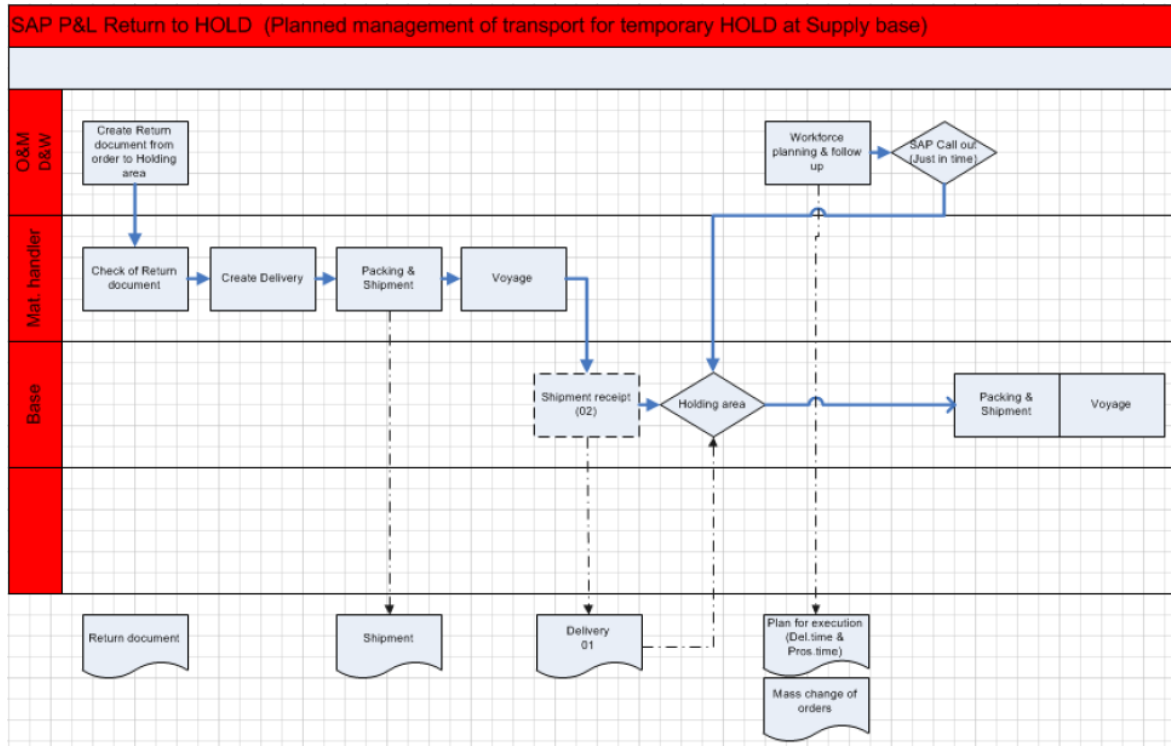 SAP P&L Return to HOLD  (Planned management of transport for temporary HOLD at Supply base)
O&M
D&W
Create Return
document from
order to Holding
area
Workforce
planning & follow
up
SAP Call out
(Just in time)
Mat. handler
Check of Return
document
Create Delivery
Packing &
Shipment
Voyage
Base
Shipment receipt
(02)
Holding area
Packing &
Shipment
Voyage
Return document
Shipment
Delivery
01
Plan for execution
(Del.time &
Pros.time)
Mass change of
orders